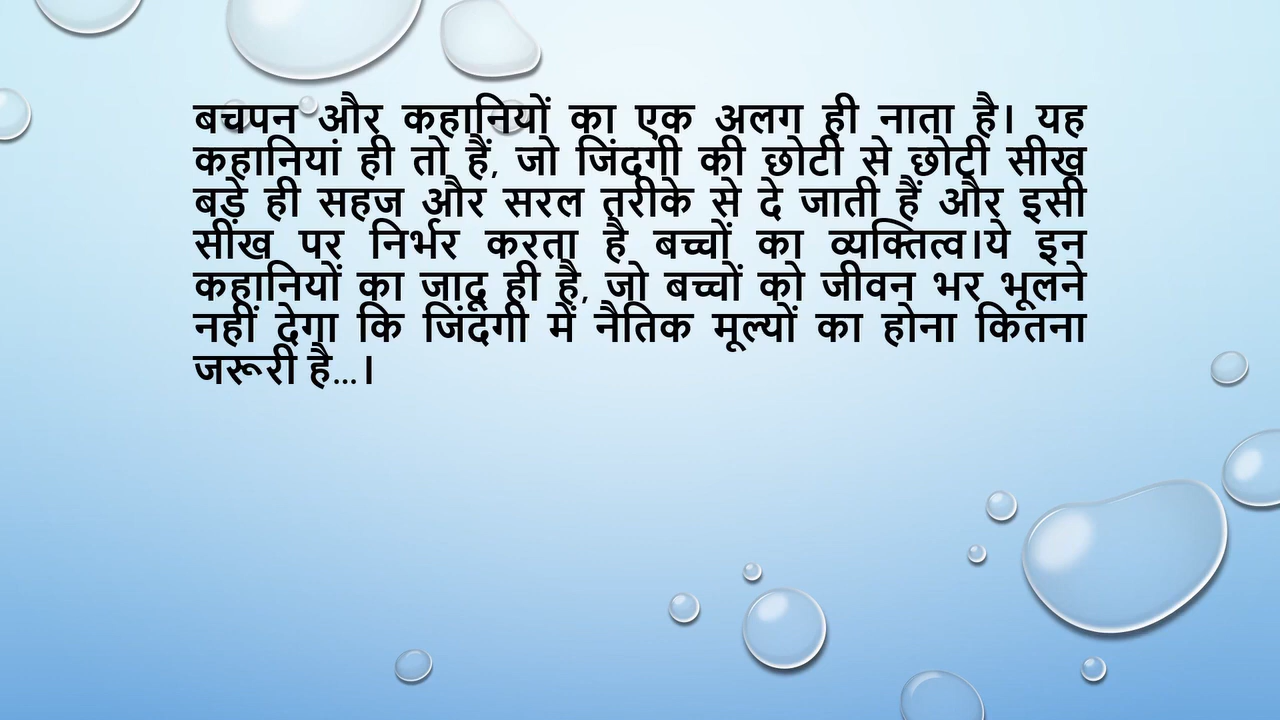 बचपन और कहानियों का एक अलग ही नाता है। यह
कहानियां ही तो हैं, जो जिंदगी की छोटी से छोटी सीख
बड़े ही सहज और सरल तरीके से दे जाती हैं और इसी
सीख पर निर्भर करता है बच्चों का व्यक्तित्व।ये इन
कहानियों का जादू ही है, जो बच्चों को जीवन भर भूलने
नहीं देगा कि जिंदगी में नैतिक मूल्यों का होना कितना
जरूरी है...।